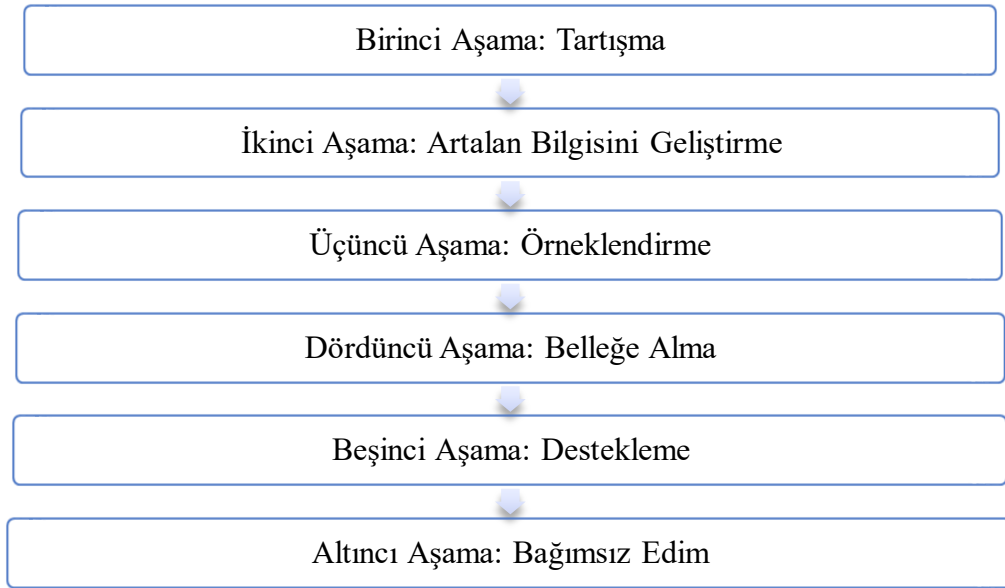 Birinci Aşama: Tartışma
İkinci Aşama: Artalan Bilgisini Geliştirme
Üçüncü Aşama: Örneklendirme
Dördüncü Aşama: Belleğe Alma
Beşinci Aşama: Destekleme
Altıncı Aşama: Bağımsız Edim